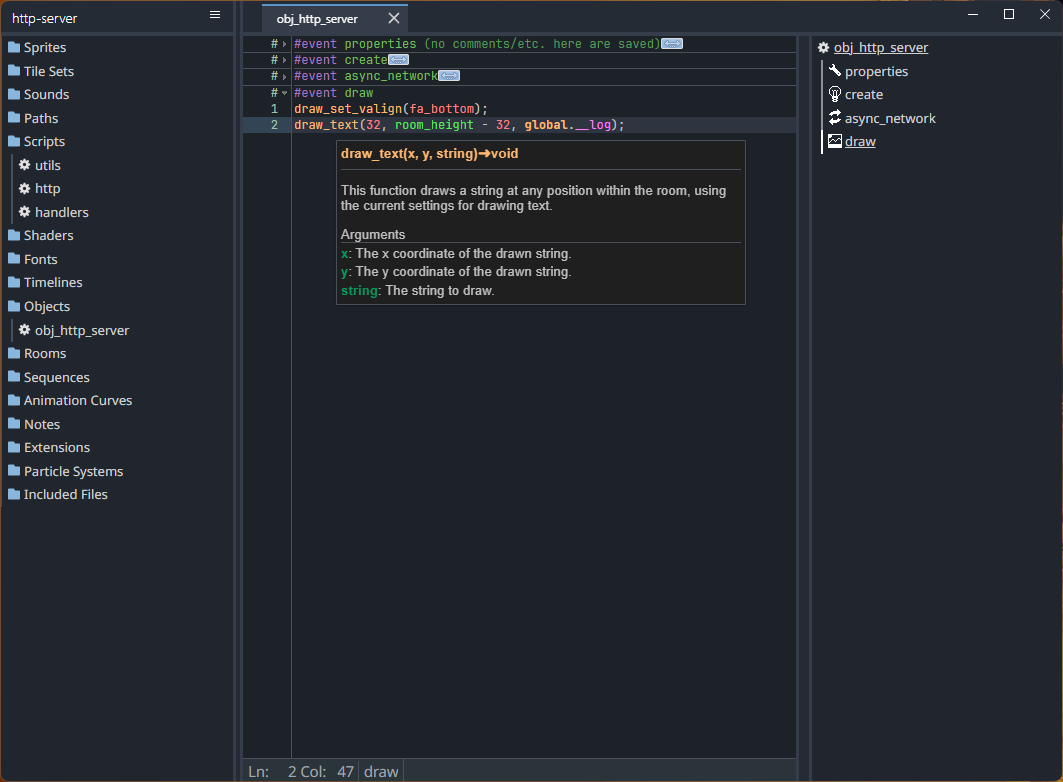 http-server
Sprites
Tile Sets
Sounds
Paths
Scripts
utils
http
handlers
Shaders
Fonts
Timelines
Objects
obj_http_server
Rooms
Sequences
Animation Curves
Notes
Extensions
Particle Systems
Included Files
obj_http_server
# #event properties (no comments/etc. here are saved)
# #event create
# #event async_network
# #event draw
1 draw_set_valign(fa_bottom);
2 draw_text(32, room_height - 32, global.__log);
draw_text(x, y, string)➜void
This function draws a string at any position within the room, using
the current settings for drawing text.
Arguments
x: The x coordinate of the drawn string.
y: The y coordinate of the drawn string.
string: The string to draw.
Ln: 2 Col: 47 draw
obj_http_server
properties
create
async_network
draw